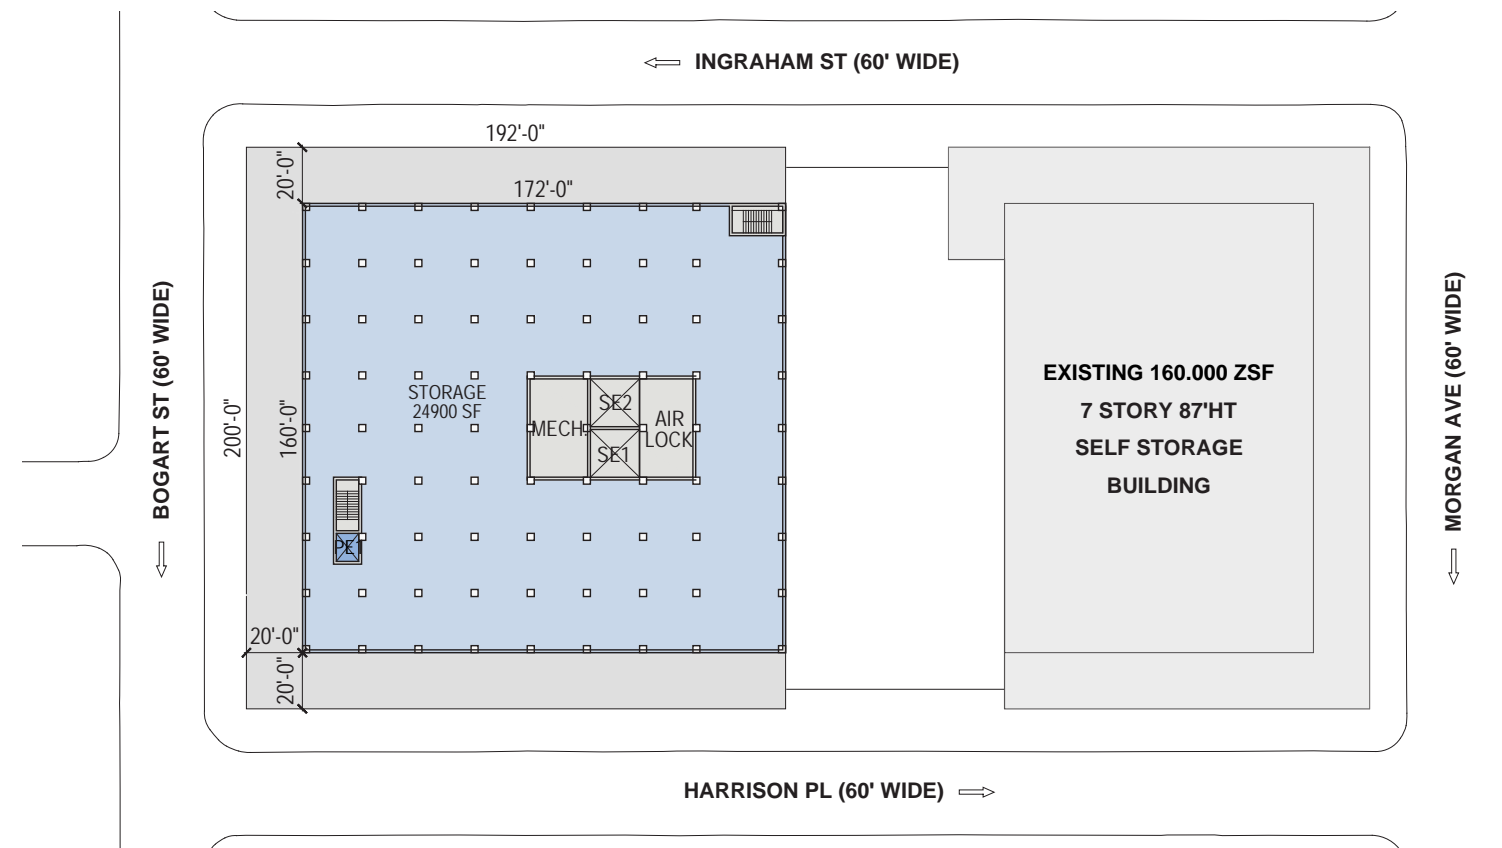 INGRAHAM ST (60' WIDE)
192'-0"
20'-0"
172'-0"
BOGART ST (60' WIDE)
200'-0"
160'-0"
STORAGE
24900 SF
MECH.
SE2
SE1
AIR
LOCK
PE1
20'-0"
20'-0"
EXISTING 160.000 ZSF
7 STORY 87'HT
SELF STORAGE
BUILDING
MORGAN AVE (60' WIDE)
HARRISON PL (60' WIDE)